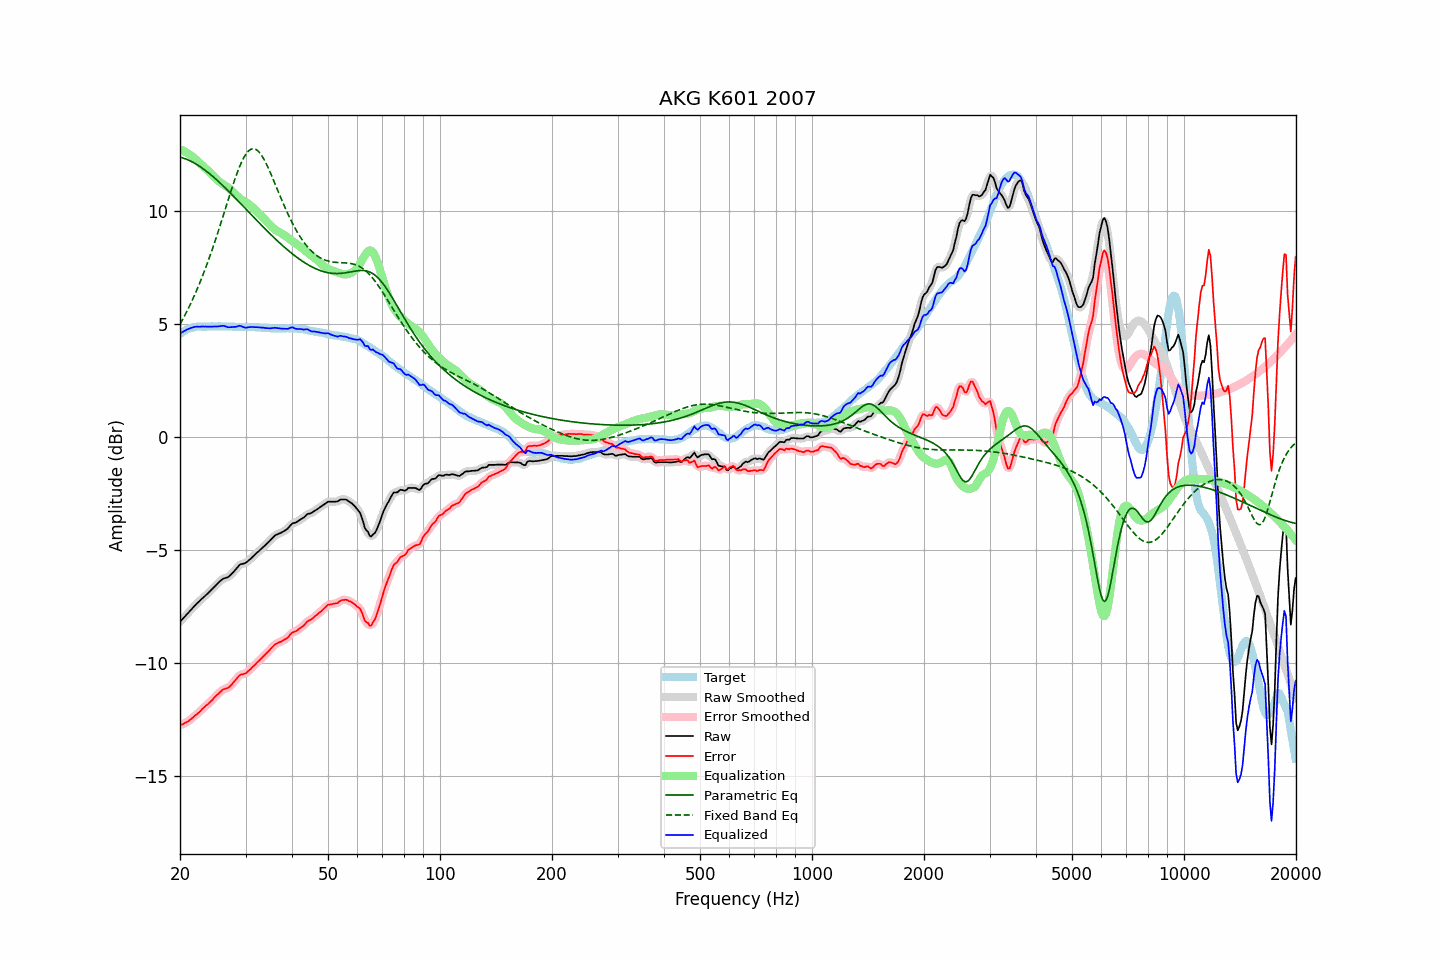 AKG K601 2007
Amplitude (dBr)
10
5
0
−5
−10
−15
Target
Raw Smoothed
Error Smoothed
Raw
Error
Equalization
Parametric Eq
Fixed Band Eq
Equalized
20 50 100 200 500 1000 2000 5000 10000 20000
Frequency (Hz)